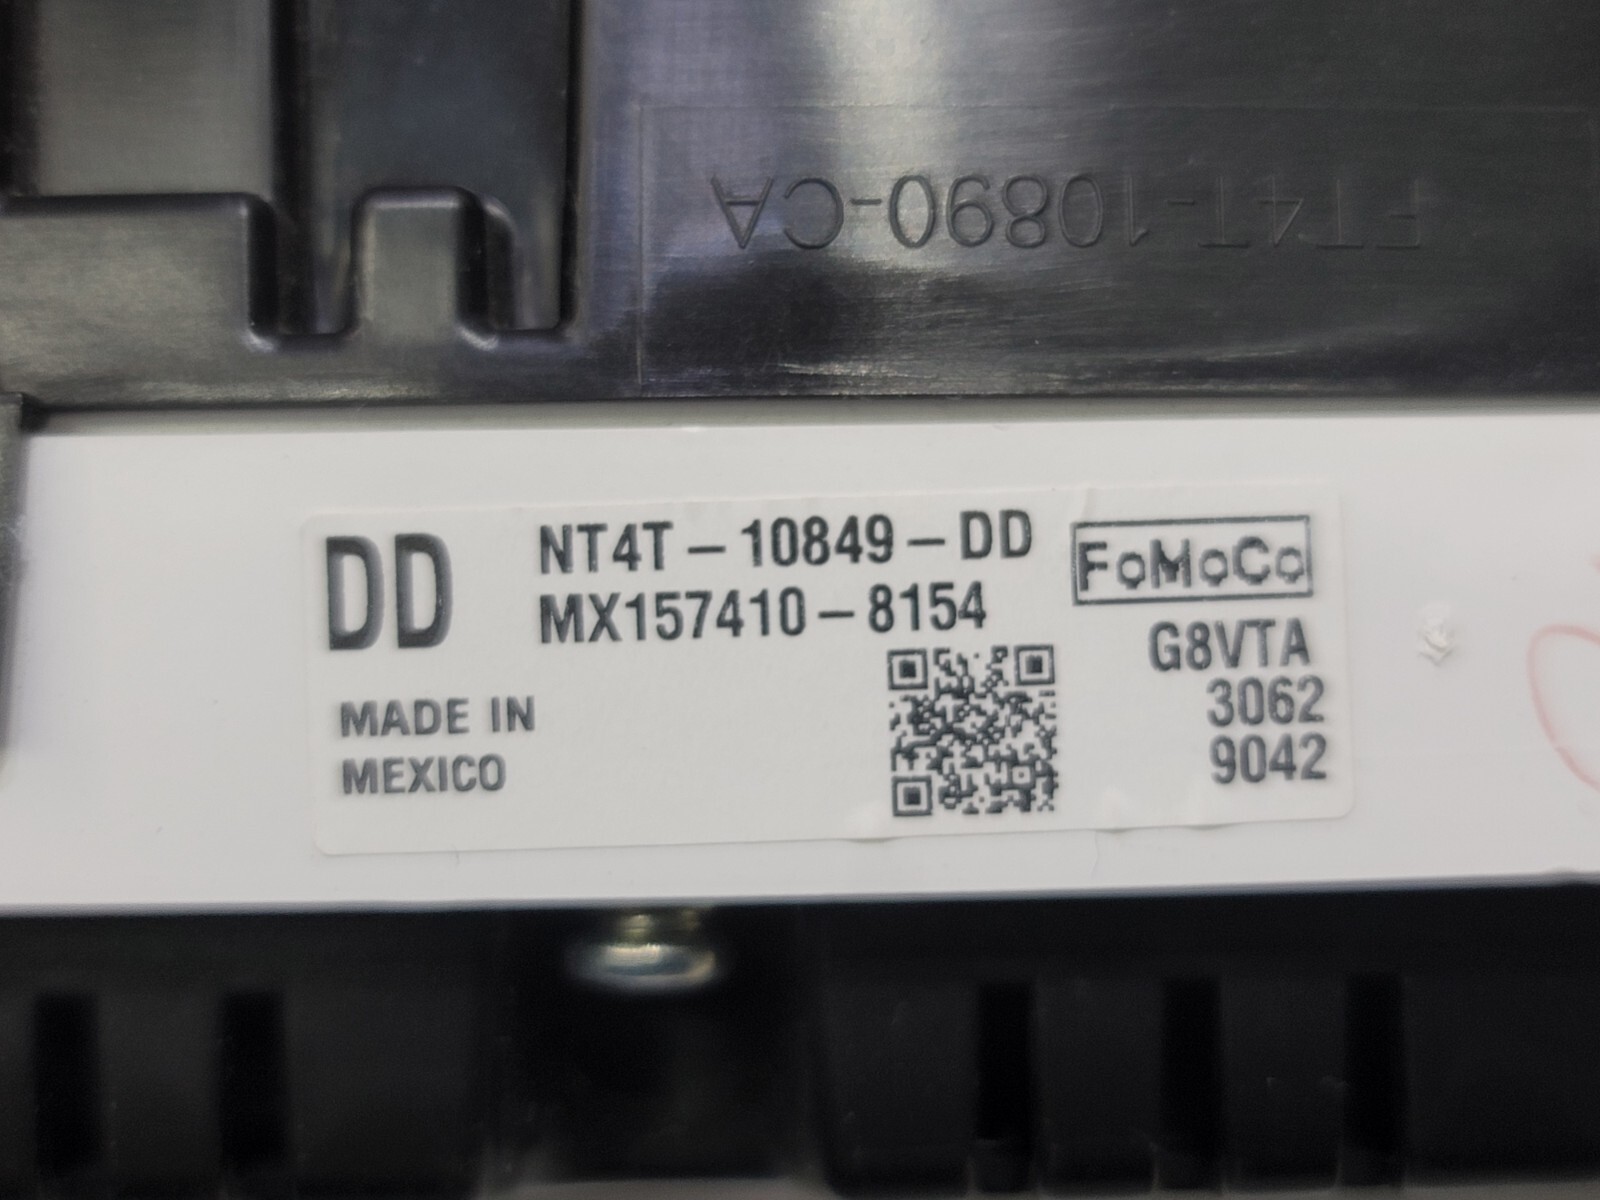 FT4T-10890-CA
DD
NT4T-10849-DD
MX157410-8154
FoMoCo
G8VTA
3062
9042
MADE IN
MEXICO